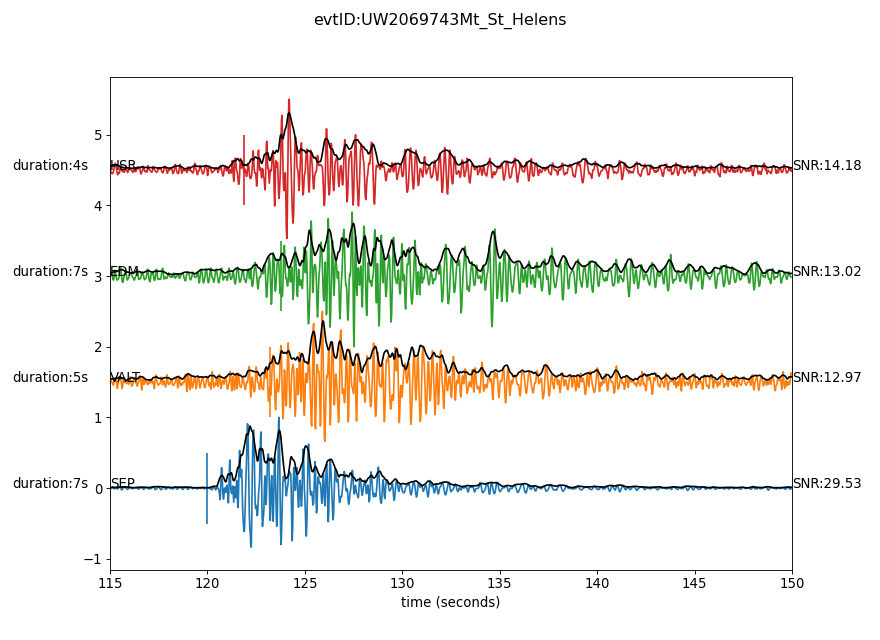 evtID:UW2069743Mt_St_Helens
5
duration:4s HSR SNR:14.18
4
duration:7s 3 EDM SNR:13.02
2
duration:5s VALT SNR:12.97
1
duration:7s 0 SEP SNR:29.53
−1
115 120 125 130 135 140 145 150
time (seconds)